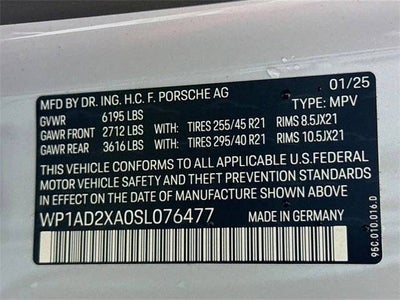 01/25
MFD. BY DR. ING. H.C. F. PORSCHE AG
GVWR 6195 LBS TYPE: MPV
GAWR FRONT 2712 LBS WITH TIRES 255/45 R21 RIMS 8.5JX21
GAWR REAR 3616 LBS WITH TIRES 295/40 R21 RIMS 10.5JX21
THIS VEHICLE CONFORMS TO ALL APPLICABLE U.S.FEDERAL
MOTOR VEHICLE SAFETY AND THEFT PREVENTION STANDARDS
IN EFFECT ON THE DATE OF MANUFACTURE SHOWN ABOVE.
WP1AD2XA0SL076477 MADE IN GERMANY
95C.010.016.D